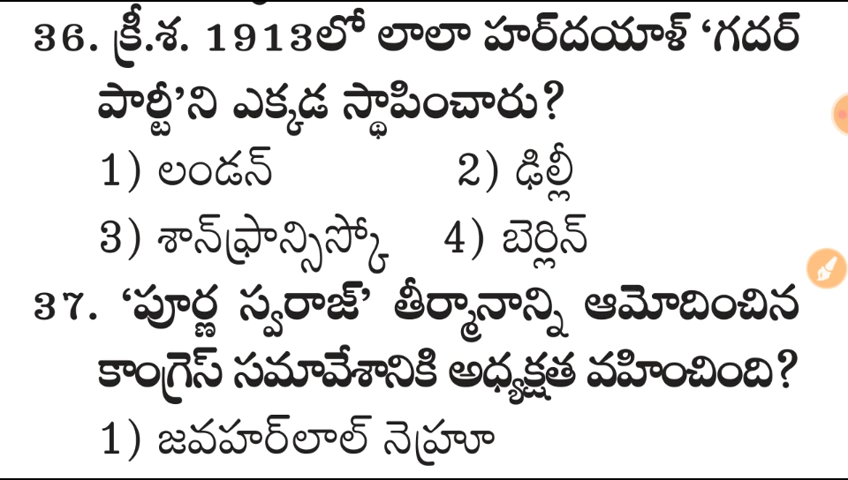 36. క్రీ.శ. 1913లో లాలా హర్‌దయాళ్ ‘గదర్
పార్టీ’ని ఎక్కడ స్థాపించారు?
1) లండన్ 2) ఢిల్లీ
3) శాన్‌ఫ్రాన్సిస్కో 4) బెర్లిన్
37. ‘పూర్ణ స్వరాజ్’ తీర్మానాన్ని ఆమోదించిన
కాంగ్రెస్ సమావేశానికి అధ్యక్షత వహించింది?
1) జవహర్‌లాల్ నెహ్రూ